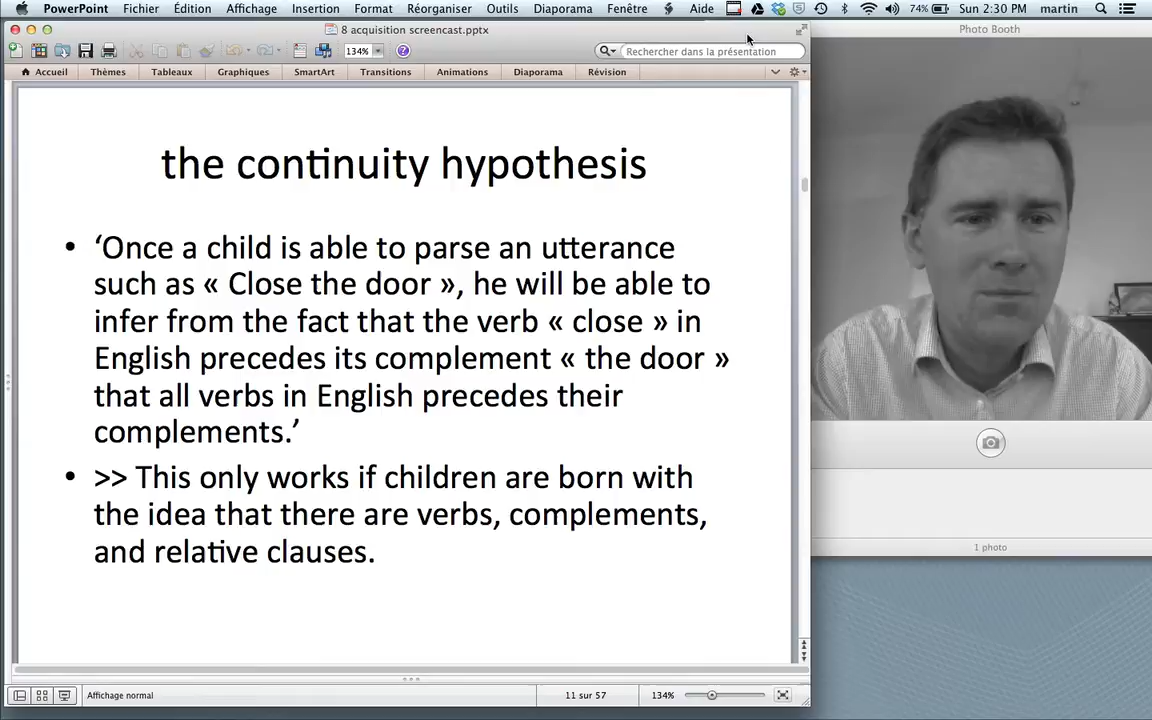 PowerPoint Fichier Édition Affichage Insertion Format Réorganiser Outils Diaporama Fenêtre Aide 74% Sun 2:30 PM martin
8 acquisition screencast.pptx
Photo Booth
134% Rechercher dans la présentation
Accueil Thèmes Tableaux Graphiques SmartArt Transitions Animations Diaporama Révision
the continuity hypothesis
• ‘Once a child is able to parse an utterance
such as « Close the door », he will be able to
infer from the fact that the verb « close » in
English precedes its complement « the door »
that all verbs in English precedes their
complements.’
• >> This only works if children are born with
the idea that there are verbs, complements,
and relative clauses.
1 photo
Affichage normal 11 sur 57 134%